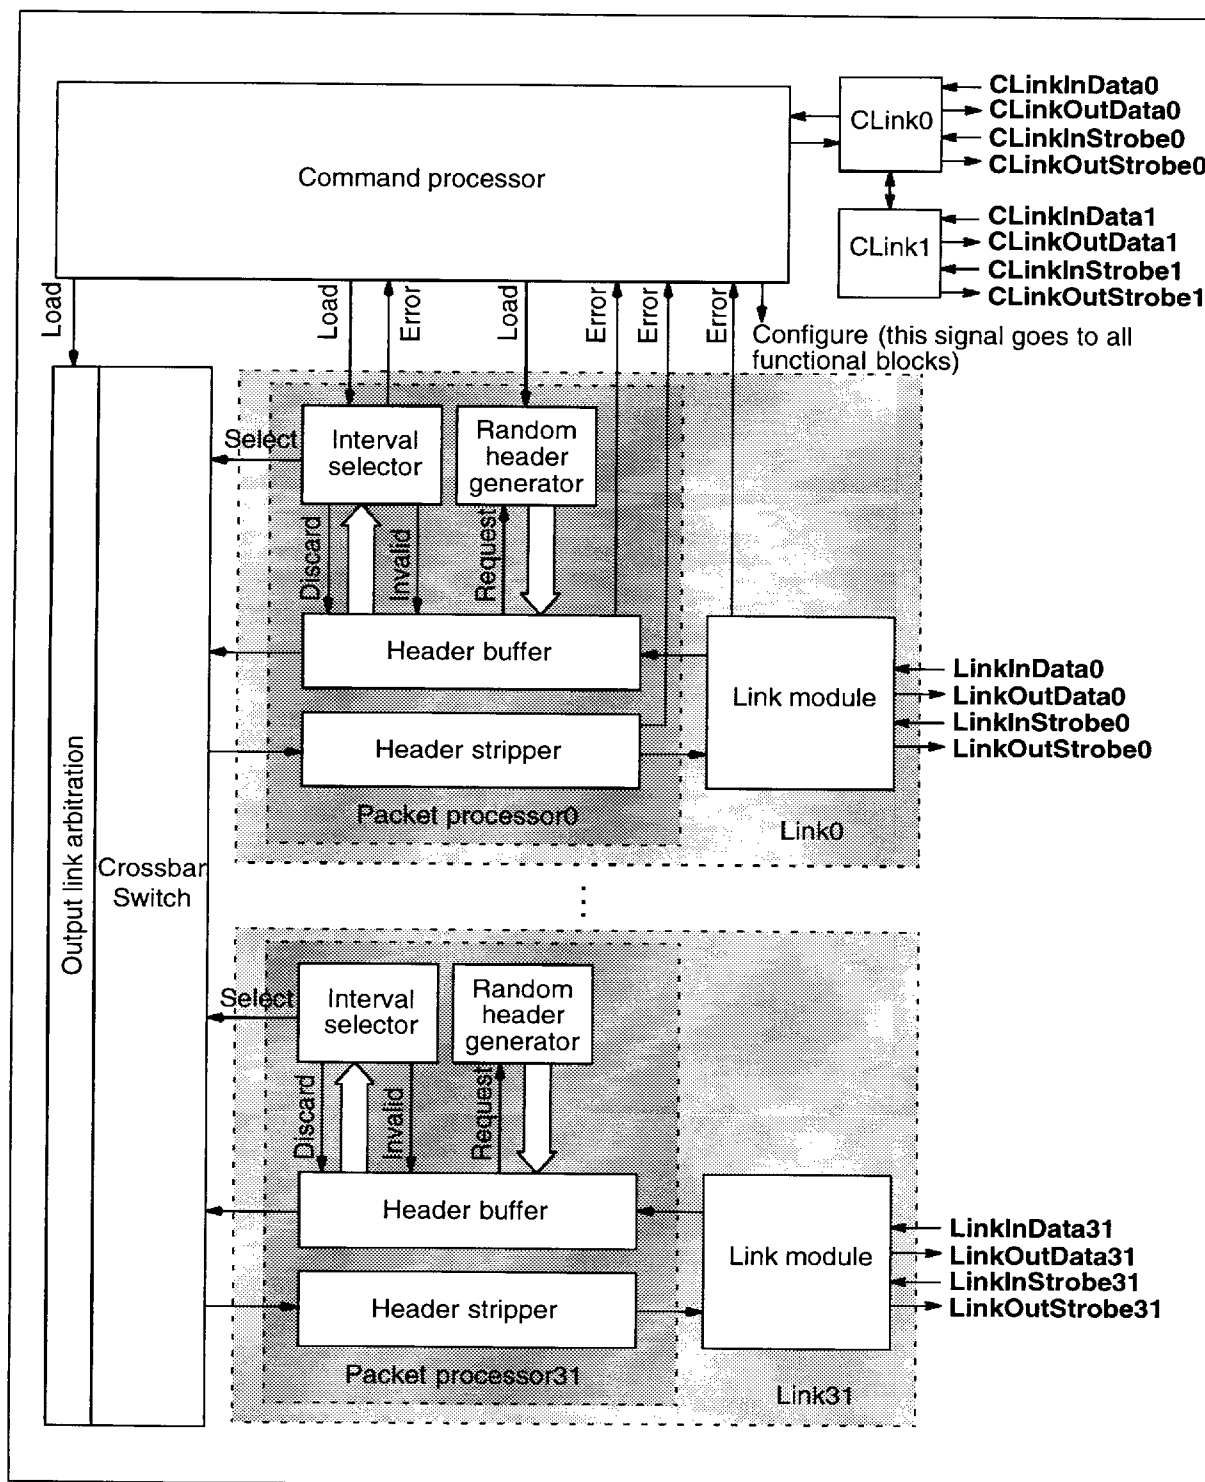 CLinkInData0
CLinkOutData0
CLink0
CLinkInStrobe0
CLinkOutStrobe0
Command processor
CLinkInData1
CLinkOutData1
CLink1
CLinkInStrobe1
CLinkOutStrobe1
Load
Load
Error
Load
Error
Error
Error
Configure (this signal goes to all
functional blocks)
Select
Interval
selector
Random
header
generator
Discard
Invalid
Request
Header buffer
Link module
LinkInData0
LinkOutData0
LinkInStrobe0
LinkOutStrobe0
Header stripper
Packet processor0
Link0
Output link arbitration
Crossbar
Switch
Select
Interval
selector
Random
header
generator
Discard
Invalid
Request
Header buffer
Link module
LinkInData31
LinkOutData31
LinkInStrobe31
LinkOutStrobe31
Header stripper
Packet processor31
Link31